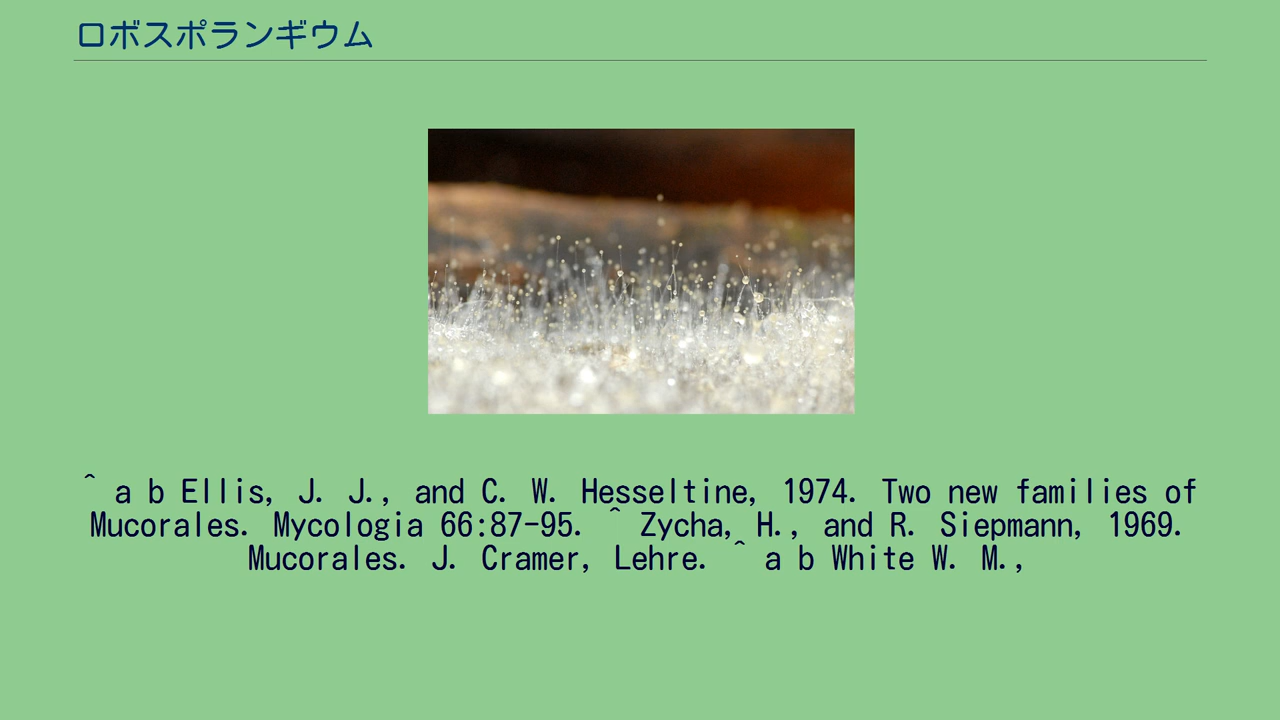 ロボスポランギウム
^ a b Ellis, J. J., and C. W. Hesseltine, 1974. Two new families of
Mucorales. Mycologia 66:87-95. ^ Zycha, H., and R. Siepmann, 1969.
Mucorales. J. Cramer, Lehre. ^ a b White W. M.,